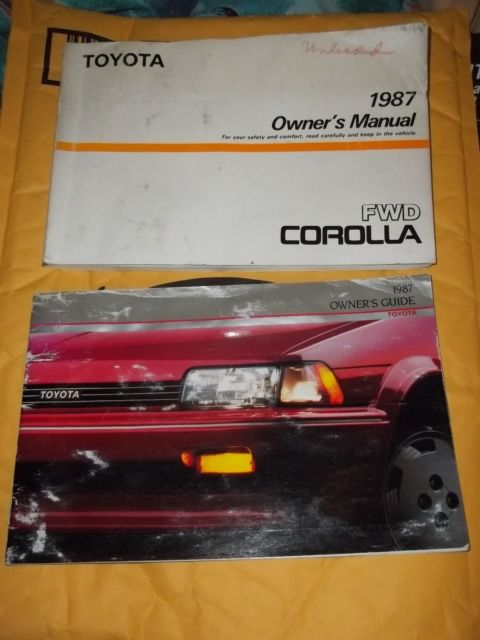 TOYOTA
Unleaded
1987
Owner's Manual
For your safety and comfort, read carefully and keep in the vehicle.
FWD
COROLLA
1987
OWNER'S GUIDE
TOYOTA
TOYOTA